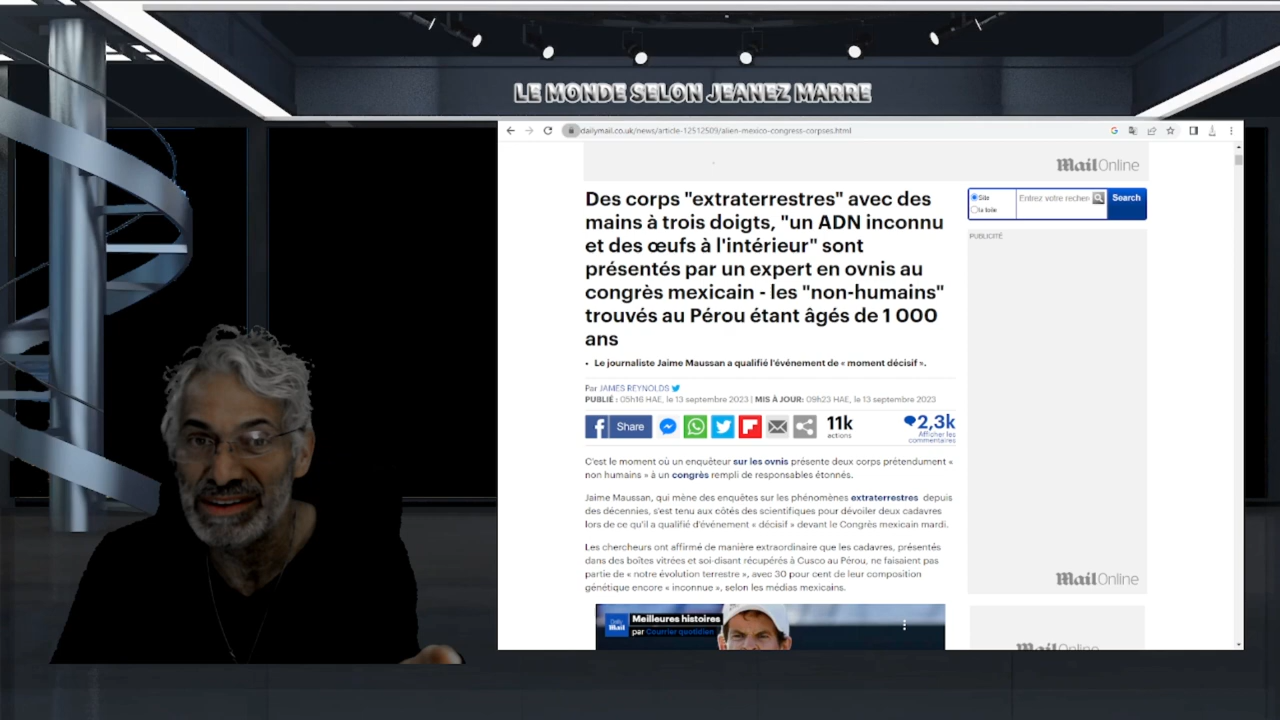 LE MONDE SELON JEANEZ MARRE
dailymail.co.uk/news/article-12512509/alien-mexico-congress-corpses.html
Mail Online
Des corps "extraterrestres" avec des
mains à trois doigts, "un ADN inconnu
et des œufs à l'intérieur" sont
présentés par un expert en ovnis au
congrès mexicain - les "non-humains"
trouvés au Pérou étant âgés de 1 000
ans
• Le journaliste Jaime Maussan a qualifié l'événement de « moment décisif ».
Par JAMES REYNOLDS
PUBLIÉ : 05h16 HAE, le 13 septembre 2023 | MIS À JOUR: 09h23 HAE, le 13 septembre 2023
f Share
11k
actions
2,3k
Afficher les
commentaires
C'est le moment où un enquêteur sur les ovnis présente deux corps prétendument «
non humains » à un congrès rempli de responsables étonnés.
Jaime Maussan, qui mène des enquêtes sur les phénomènes extraterrestres depuis
des décennies, s'est tenu aux côtés des scientifiques pour dévoiler deux cadavres
lors de ce qu'il a qualifié d'événement « décisif » devant le Congrès mexicain mardi.
Les chercheurs ont affirmé de manière extraordinaire que les cadavres, présentés
dans des boîtes vitrées et soi-disant récupérés à Cusco au Pérou, ne faisaient pas
partie de « notre évolution terrestre », avec 30 pour cent de leur composition
génétique encore « inconnue », selon les médias mexicains.
Daily
Mail
Meilleures histoires
par Courrier quotidien
Site
la toile
Entrez votre recher
Search
PUBLICITÉ
Mail Online
Mail Online